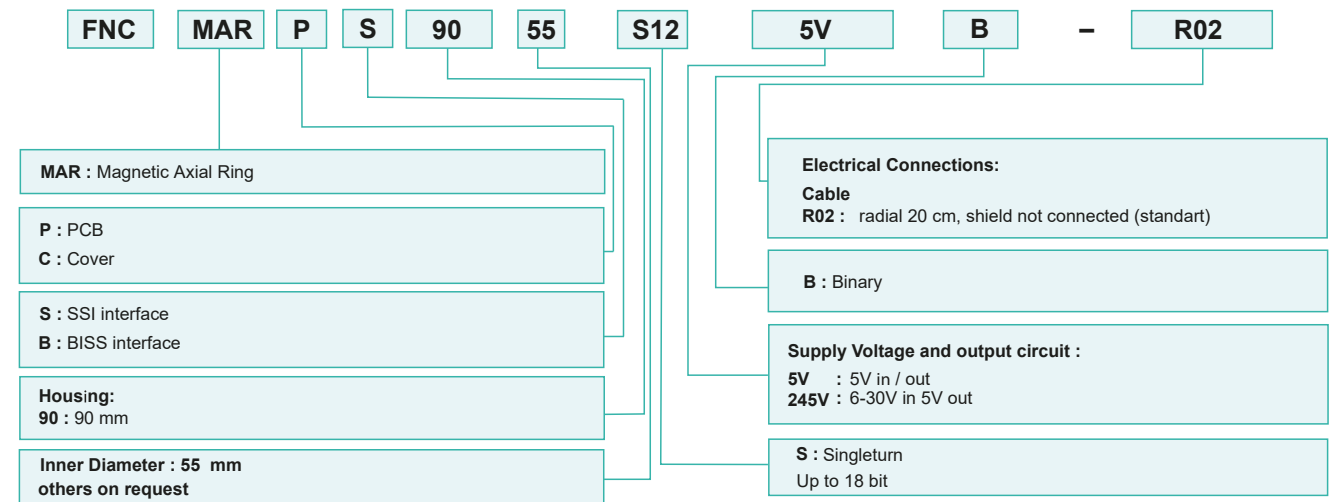 FNC MAR P S 90 55 S12 5V B – R02
MAR : Magnetic Axial Ring
P : PCB
C : Cover
S : SSI interface
B : BISS interface
Housing:
90 : 90 mm
Inner Diameter : 55 mm
others on request
Electrical Connections:
Cable
R02 : radial 20 cm, shield not connected (standart)
B : Binary
Supply Voltage and output circuit :
5V : 5V in / out
245V : 6-30V in 5V out
S : Singleturn
Up to 18 bit